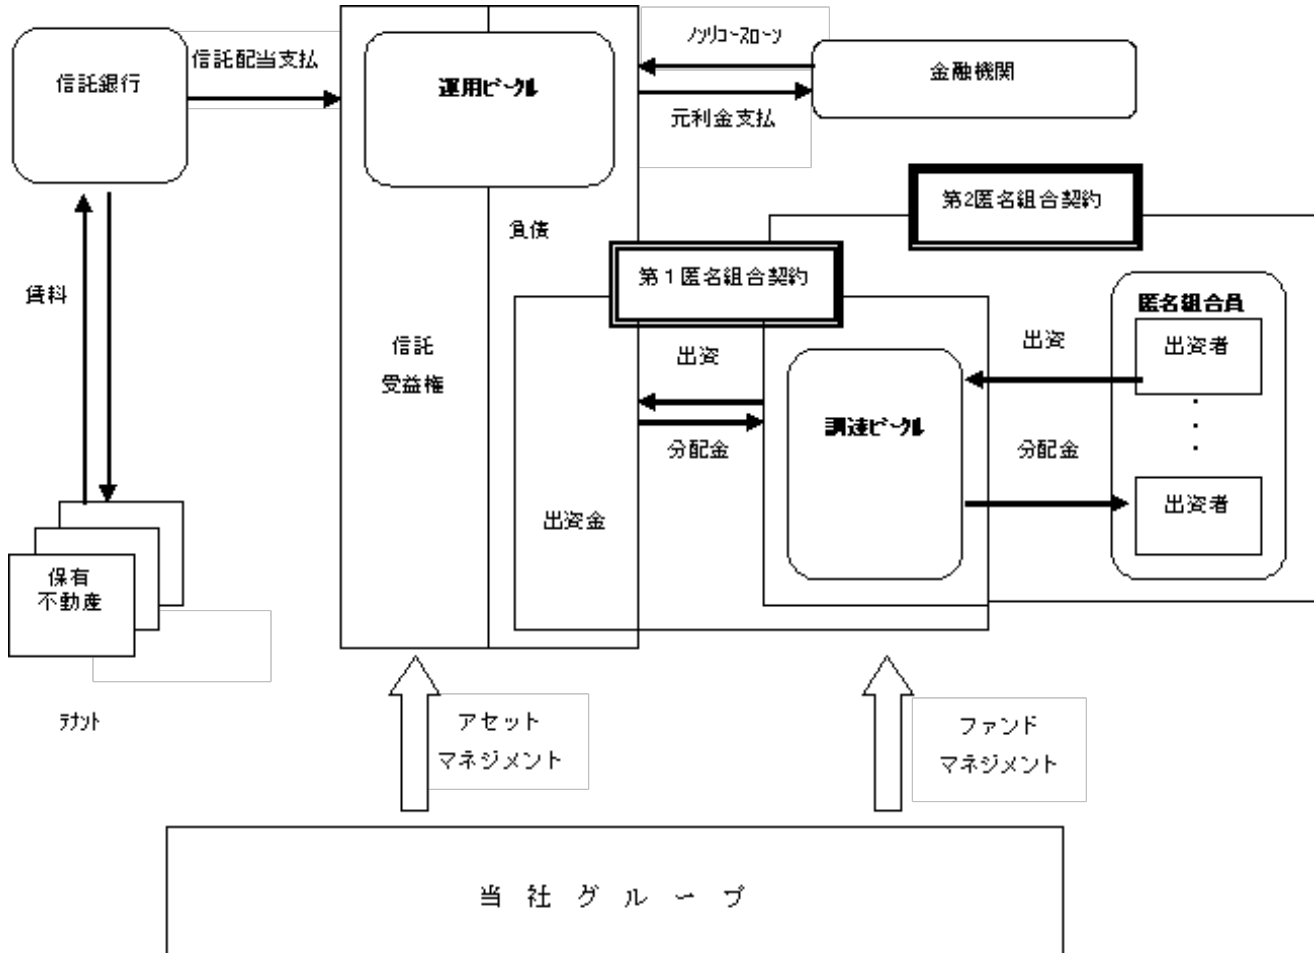 ﾉﾝﾘｺｰｽﾛｰﾝ
信託配当支払
信託銀行
運用ﾋﾞｰｸﾙ
金融機関
元利金支払
第2匿名組合契約
負債
第１匿名組合契約
賃料
匿名組合員
信託
受益権
出資
出資
出資者
・
・
・
調達ﾋﾞｰｸﾙ
分配金
分配金
出資者
出資金
保有
不動産
ﾃﾅﾝﾄ
アセット
マネジメント
ファンド
マネジメント
当社グループ